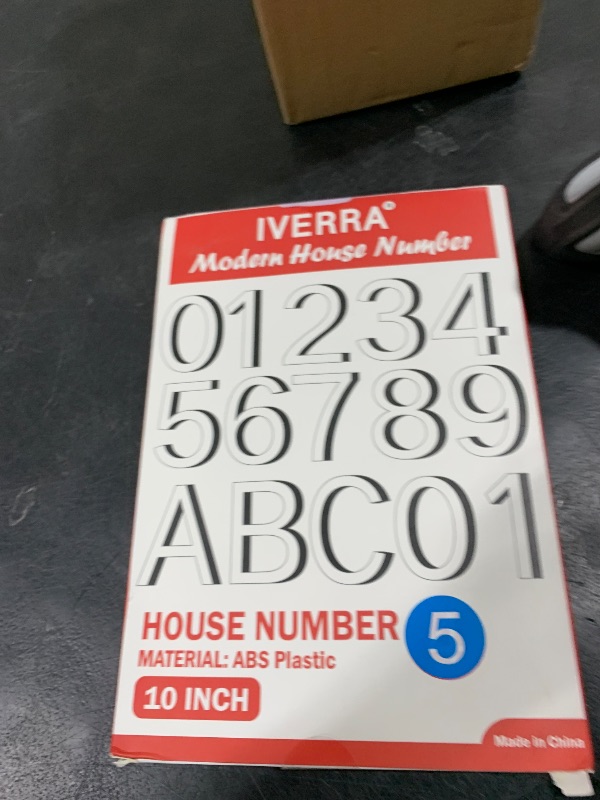 IVERRA°
Modern House Number
01234
56789
ABC01
HOUSE NUMBER 5
MATERIAL: ABS Plastic
10 INCH
Made in China